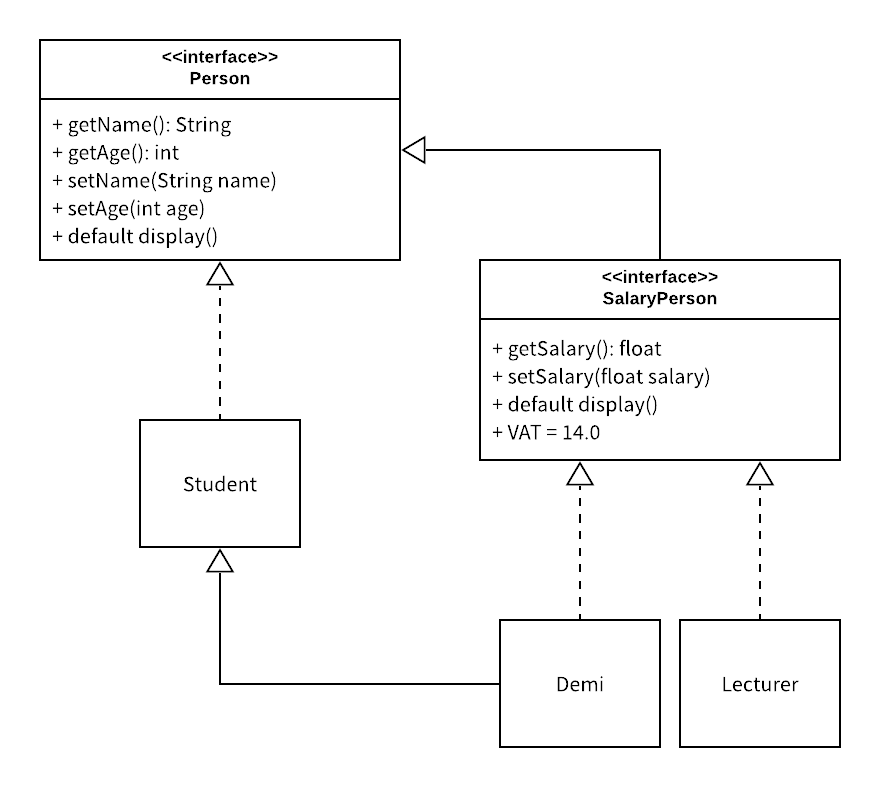 <<interface>>
Person
+ getName(): String
+ getAge(): int
+ setName(String name)
+ setAge(int age)
+ default display()
<<interface>>
SalaryPerson
+ getSalary(): float
+ setSalary(float salary)
+ default display()
+ VAT = 14.0
Student
Demi
Lecturer